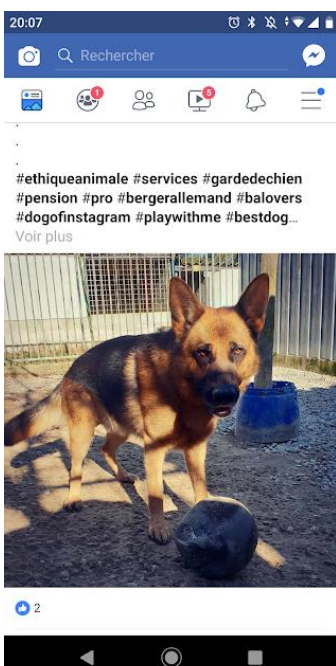 20:07
Rechercher
1
5
.
.
.
#ethiqueanimale #services #gardedechien
#pension #pro #bergerallemand #balovers
#dogofinstagram #playwithme #bestdog...
Voir plus
2